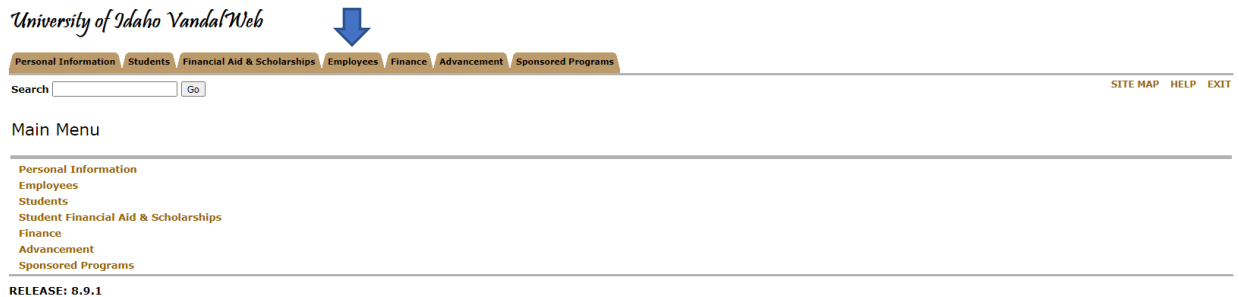 University of Idaho VandalWeb
Personal Information Students Financial Aid & Scholarships Employees Finance Advancement Sponsored Programs
Search Go SITE MAP HELP EXIT
Main Menu
Personal Information
Employees
Students
Student Financial Aid & Scholarships
Finance
Advancement
Sponsored Programs
RELEASE: 8.9.1